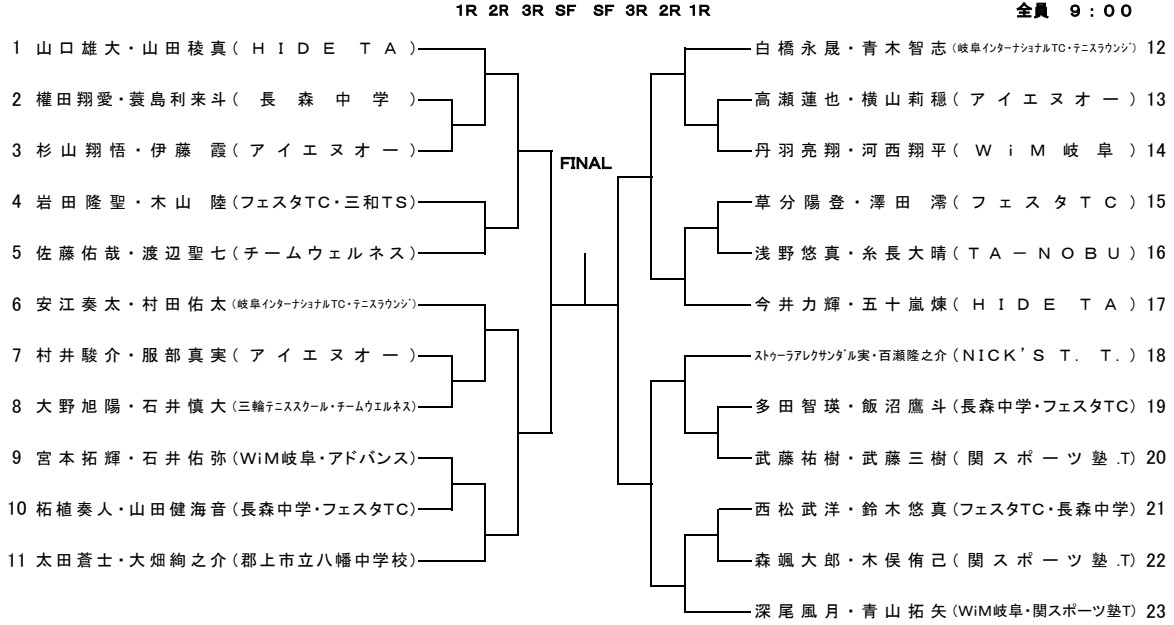 1R 2R 3R SF SF 3R 2R 1R 全員 9:00
1 山口雄大・山田稜真(HIDE TA)
2 權田翔愛・蓑島利来斗(長森中学)
3 杉山翔悟・伊藤霞(アイエヌオー)
4 岩田隆聖・木山陸(フェスタTC・三和TS)
5 佐藤佑哉・渡辺聖七(チームウェルネス)
6 安江奏太・村田佑太(岐阜インターナショナルTC・テニスラウンジ)
7 村井駿介・服部真実(アイエヌオー)
8 大野旭陽・石井慎大(三輪テニススクール・チームウエルネス)
9 宮本拓輝・石井佑弥(WiM岐阜・アドバンス)
10 柘植奏人・山田健海音(長森中学・フェスタTC)
11 太田蒼士・大畑絢之介(郡上市立八幡中学校)
FINAL
白橋永晟・青木智志(岐阜インターナショナルTC・テニスラウンジ) 12
高瀬蓮也・横山莉穏(アイエヌオー) 13
丹羽亮翔・河西翔平(WiM岐阜) 14
草分陽登・澤田澪(フェスタTC) 15
浅野悠真・糸長大晴(TA-NOBU) 16
今井力輝・五十嵐煉(HIDE TA) 17
ストゥーラアレクサンダル実・百瀬隆之介(NICK'S T. T.) 18
多田智瑛・飯沼鷹斗(長森中学・フェスタTC) 19
武藤祐樹・武藤三樹(関スポーツ塾.T) 20
西松武洋・鈴木悠真(フェスタTC・長森中学) 21
森颯大郎・木俣侑己(関スポーツ塾.T) 22
深尾風月・青山拓矢(WiM岐阜・関スポーツ塾T) 23